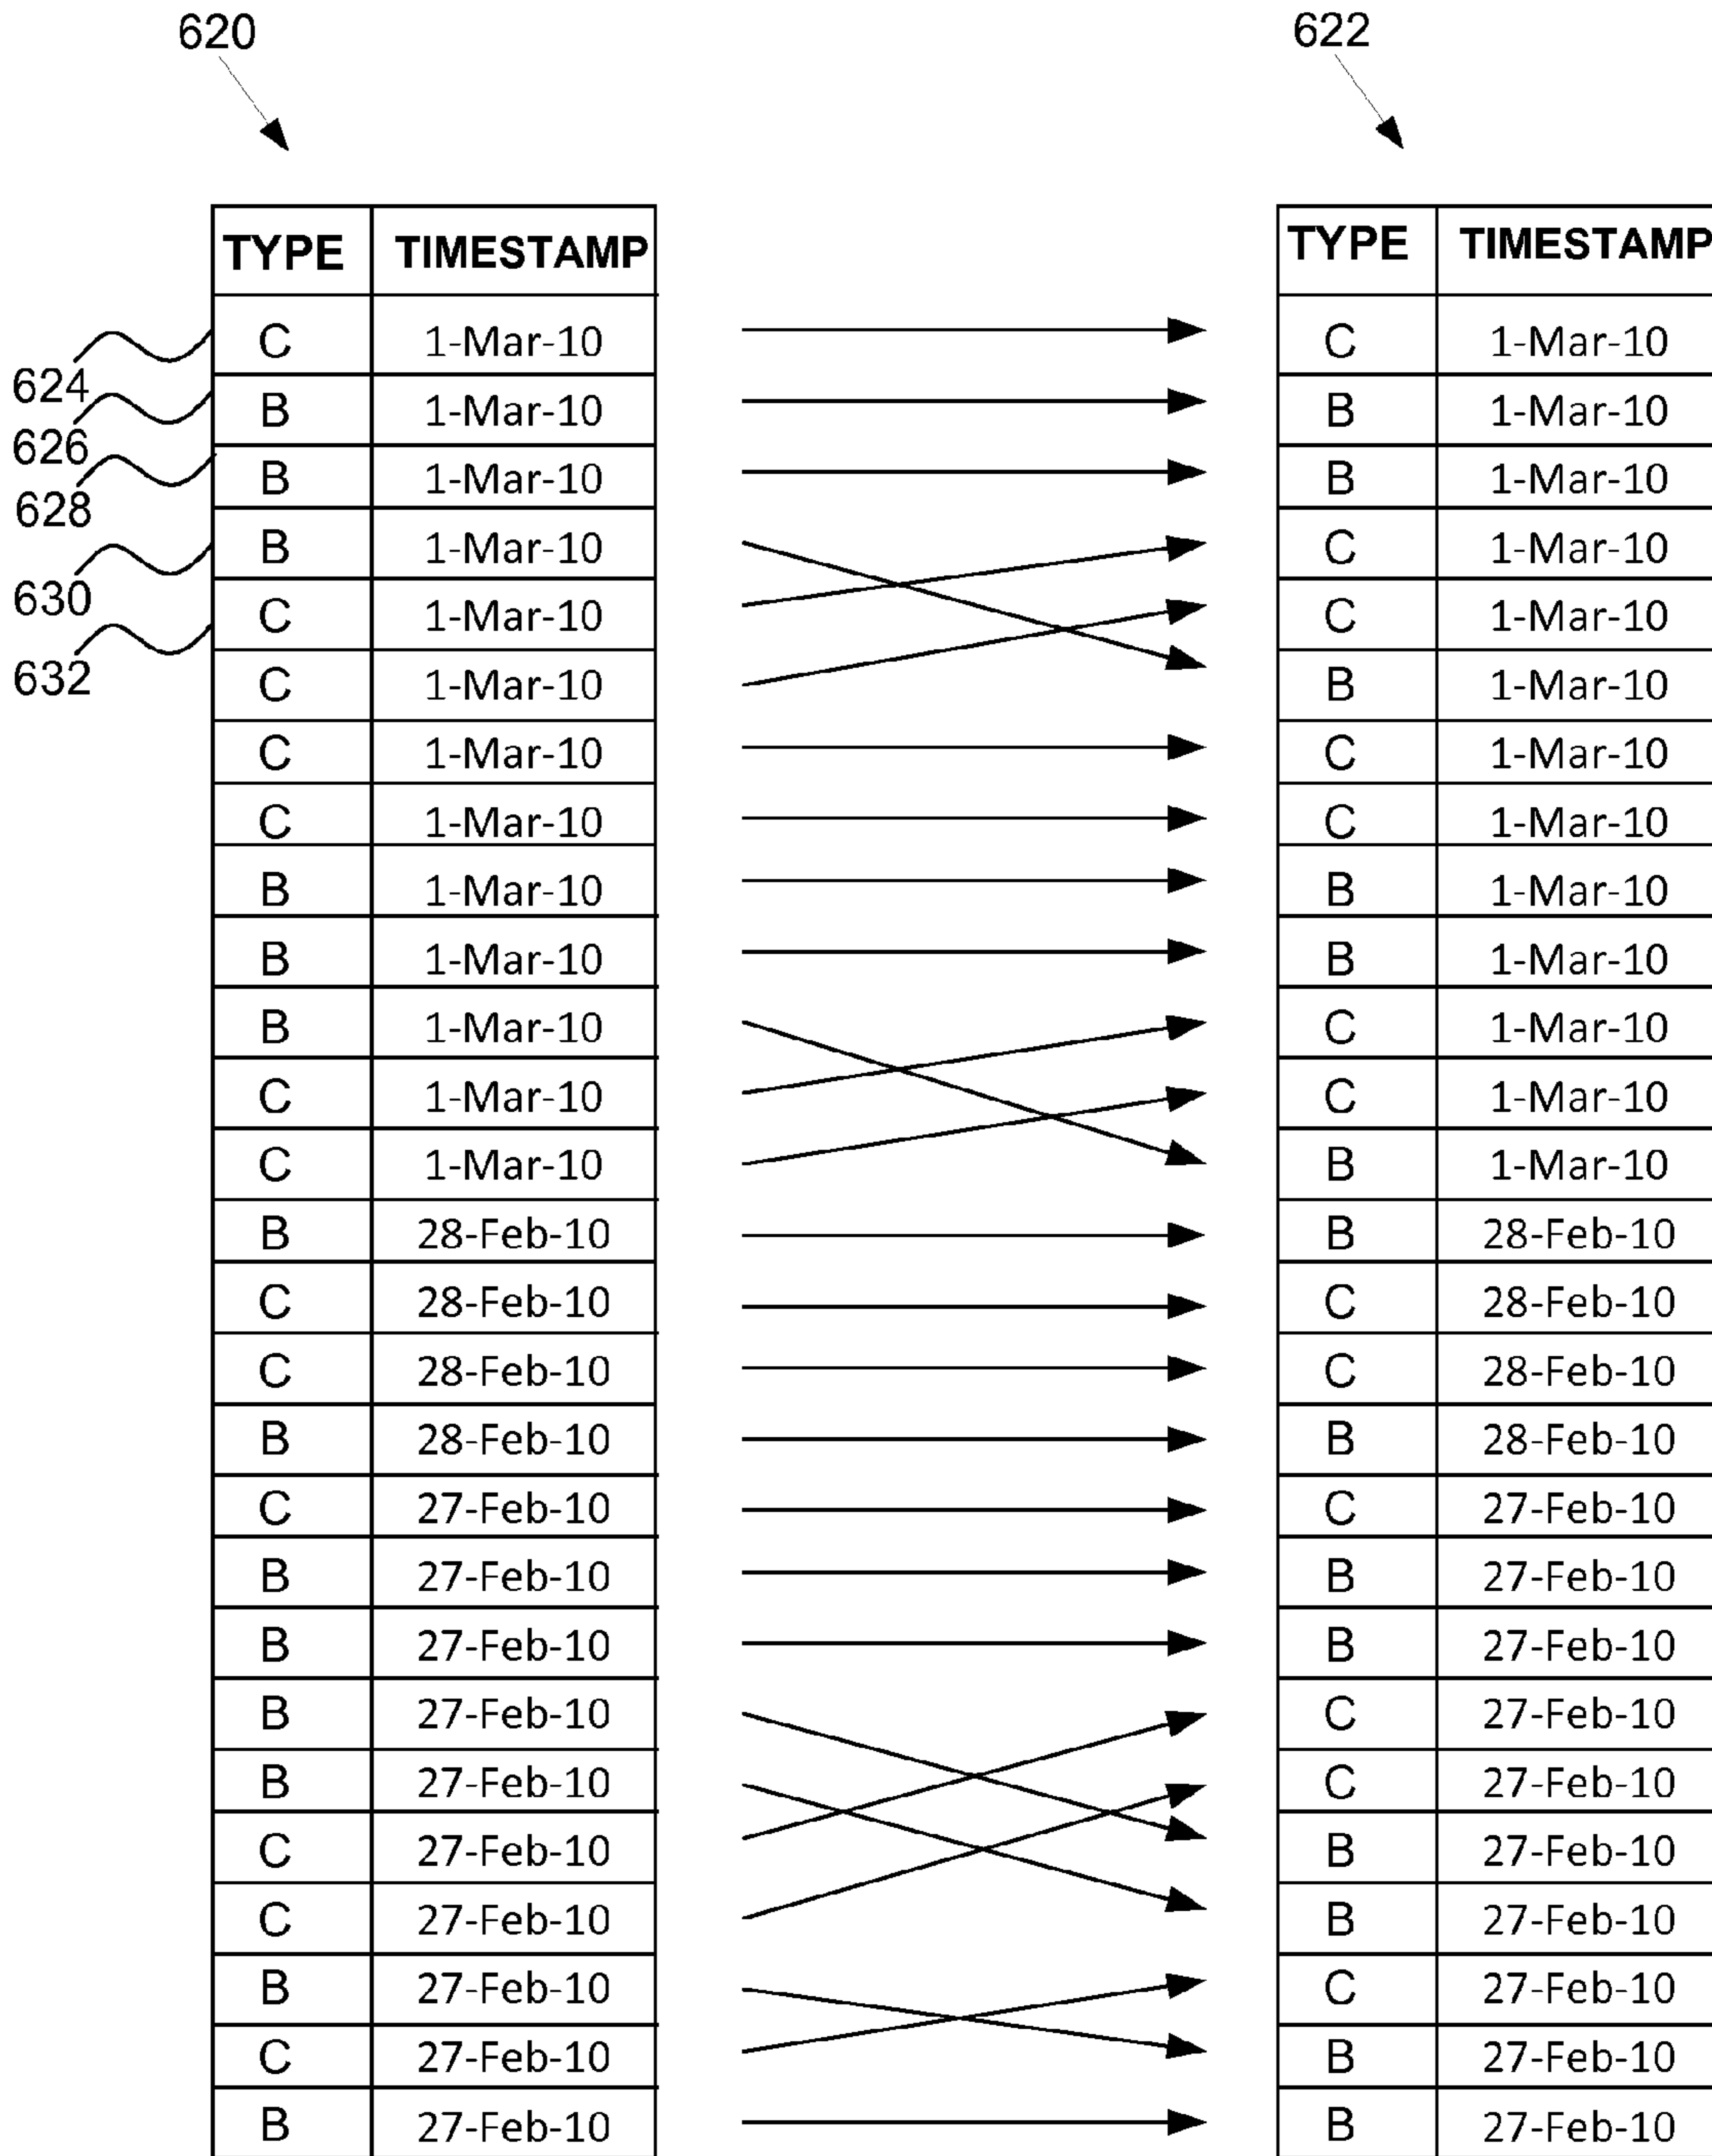 620 622
TYPE TIMESTAMP TYPE TIMESTAMP
C 1-Mar-10 C 1-Mar-10
624
B 1-Mar-10 B 1-Mar-10
626
B 1-Mar-10 B 1-Mar-10
628
B 1-Mar-10 C 1-Mar-10
630
C 1-Mar-10 C 1-Mar-10
632
C 1-Mar-10 B 1-Mar-10
C 1-Mar-10 C 1-Mar-10
C 1-Mar-10 C 1-Mar-10
B 1-Mar-10 B 1-Mar-10
B 1-Mar-10 B 1-Mar-10
B 1-Mar-10 C 1-Mar-10
C 1-Mar-10 C 1-Mar-10
C 1-Mar-10 B 1-Mar-10
B 28-Feb-10 B 28-Feb-10
C 28-Feb-10 C 28-Feb-10
C 28-Feb-10 C 28-Feb-10
B 28-Feb-10 B 28-Feb-10
C 27-Feb-10 C 27-Feb-10
B 27-Feb-10 B 27-Feb-10
B 27-Feb-10 B 27-Feb-10
B 27-Feb-10 C 27-Feb-10
B 27-Feb-10 C 27-Feb-10
C 27-Feb-10 B 27-Feb-10
C 27-Feb-10 B 27-Feb-10
B 27-Feb-10 C 27-Feb-10
C 27-Feb-10 B 27-Feb-10
B 27-Feb-10 B 27-Feb-10